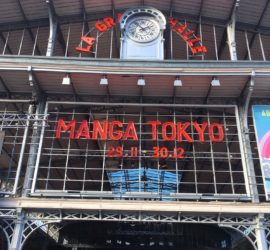 LA GRANDE HALLE
MANGA TOKYO
29.11 - 30.12